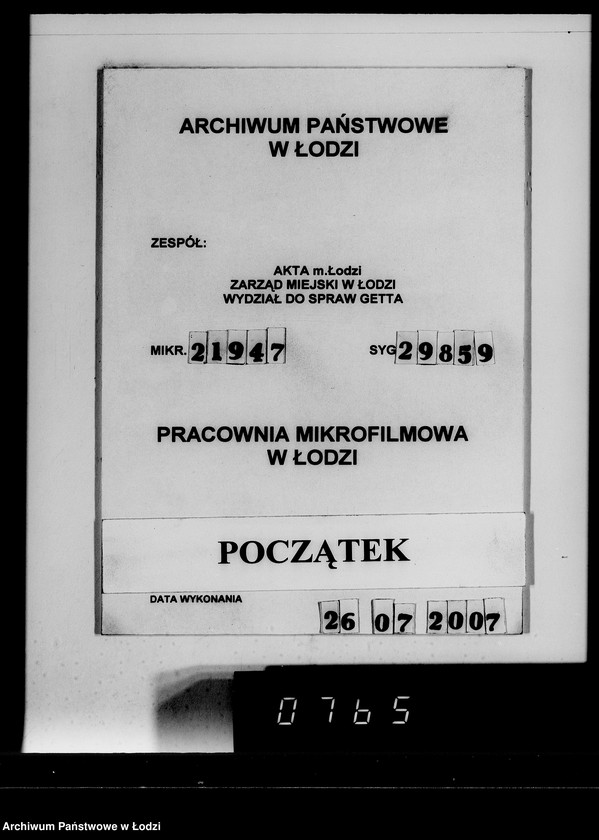 ARCHIWUM PAŃSTWOWE
W ŁODZI
ZESPÓŁ:
AKTA m.Łodzi
ZARZĄD MIEJSKI W ŁODZI
WYDZIAŁ DO SPRAW GETTA
MIKR. 21947 SYG 29859
PRACOWNIA MIKROFILMOWA
W ŁODZI
POCZĄTEK
DATA WYKONANIA
26 07 2007
0765
Archiwum Państwowe w Łodzi